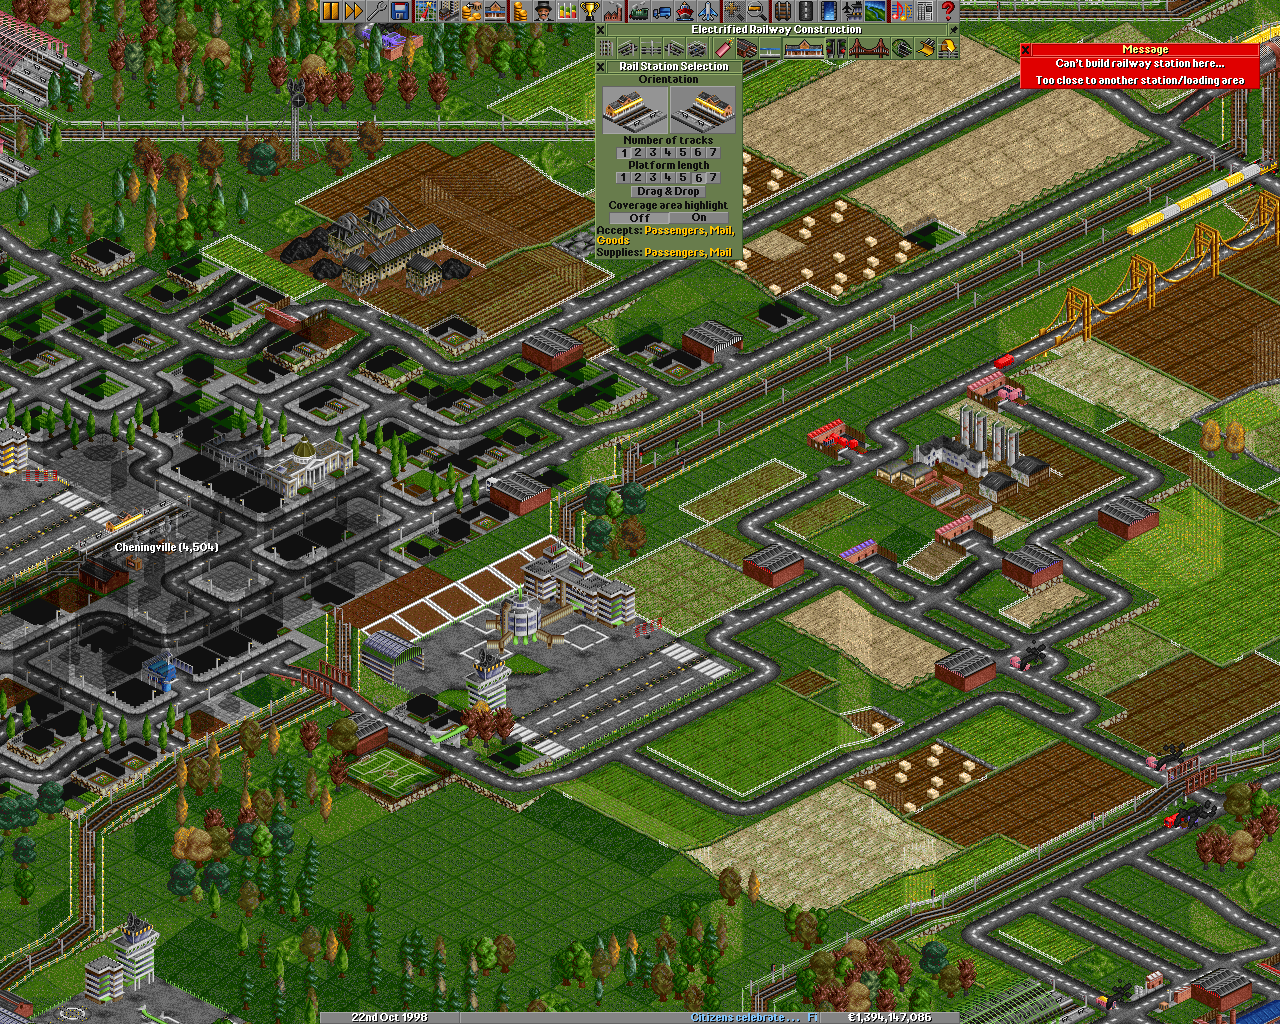 Electrified Railway Construction
Rail Station Selection
Orientation
Number of tracks
1 2 3 4 5 6 7
Platform length
1 2 3 4 5 6 7
Drag & Drop
Coverage area highlight
Off On
Accepts: Passengers, Mail,
Goods
Supplies: Passengers, Mail
Message
Can't build railway station here...
Too close to another station/loading area
Cheningville (4,504)
22nd Oct 1998
Citizens celebrate . . . Fi
€1,394,147,086